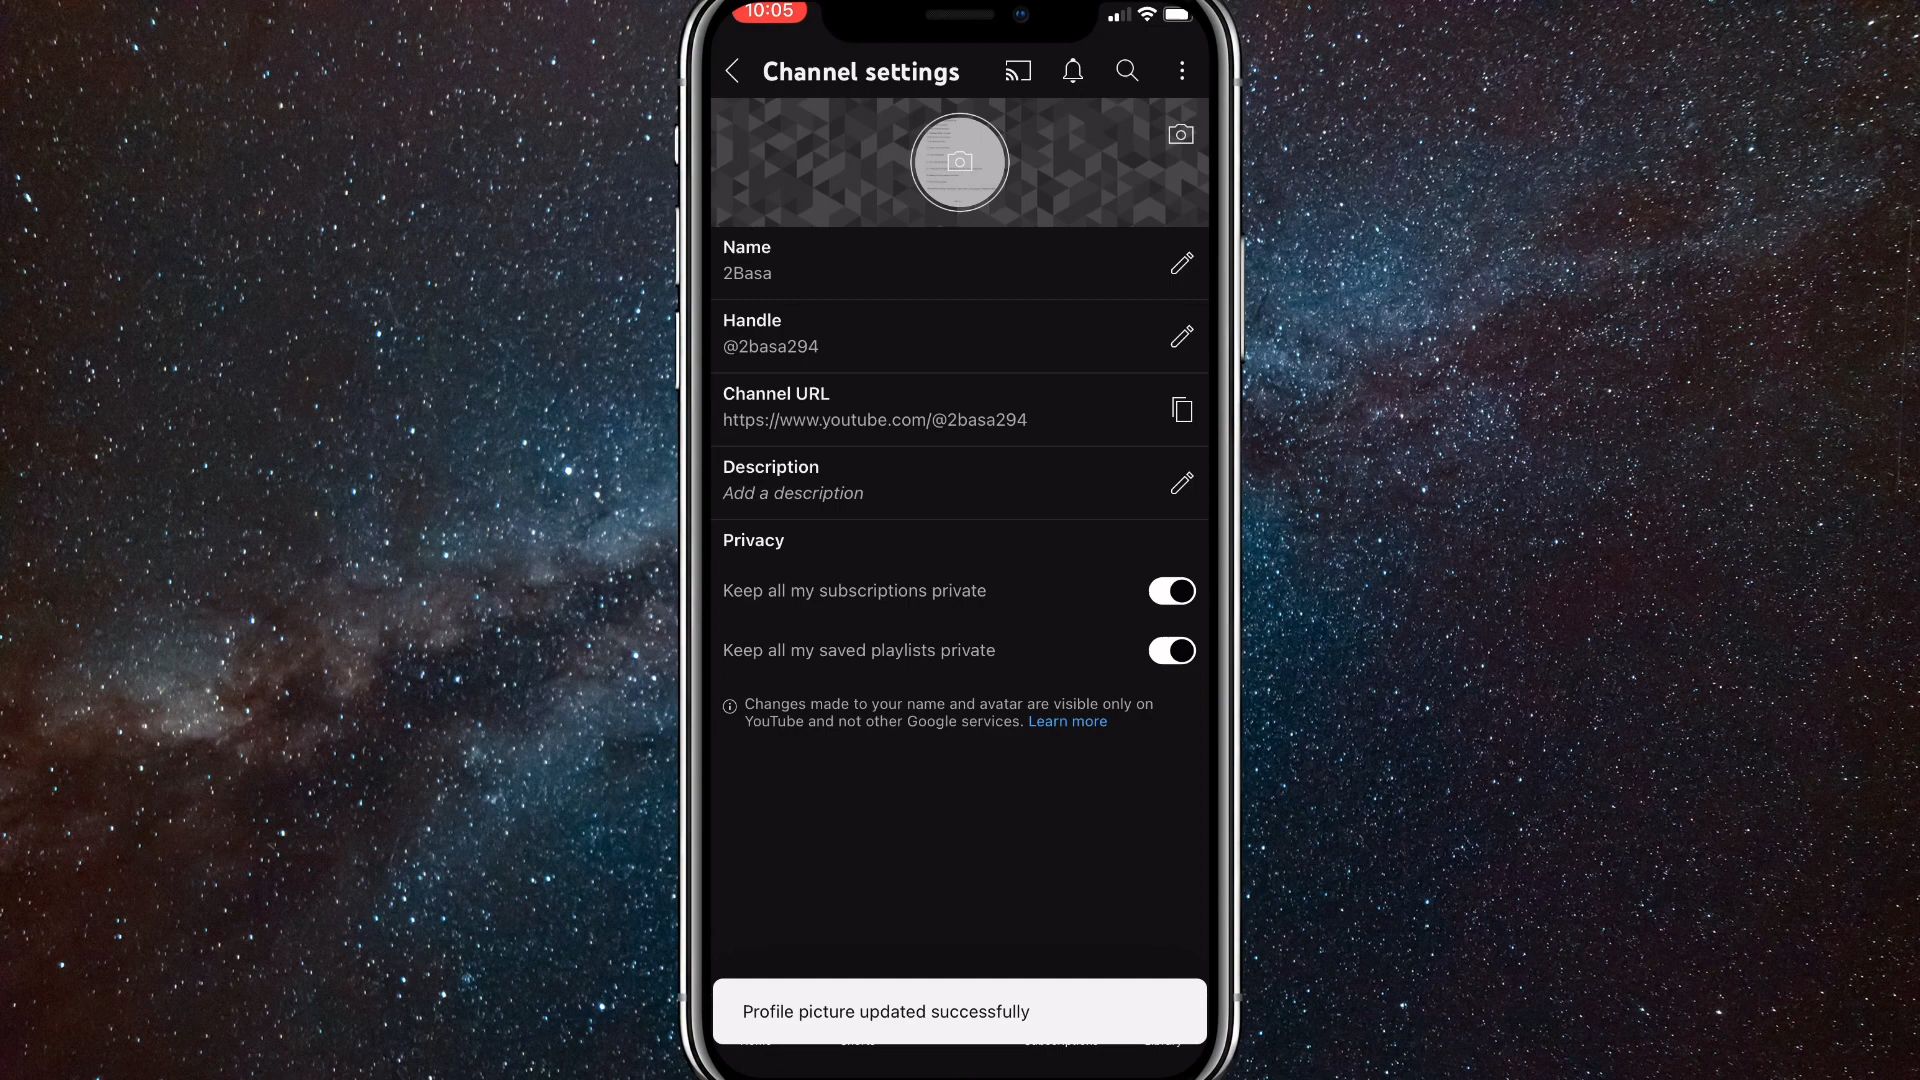 10:05
Channel settings
Name
2Basa
Handle
@2basa294
Channel URL
https://www.youtube.com/@2basa294
Description
Add a description
Privacy
Keep all my subscriptions private
Keep all my saved playlists private
Changes made to your name and avatar are visible only on
YouTube and not other Google services. Learn more
Profile picture updated successfully